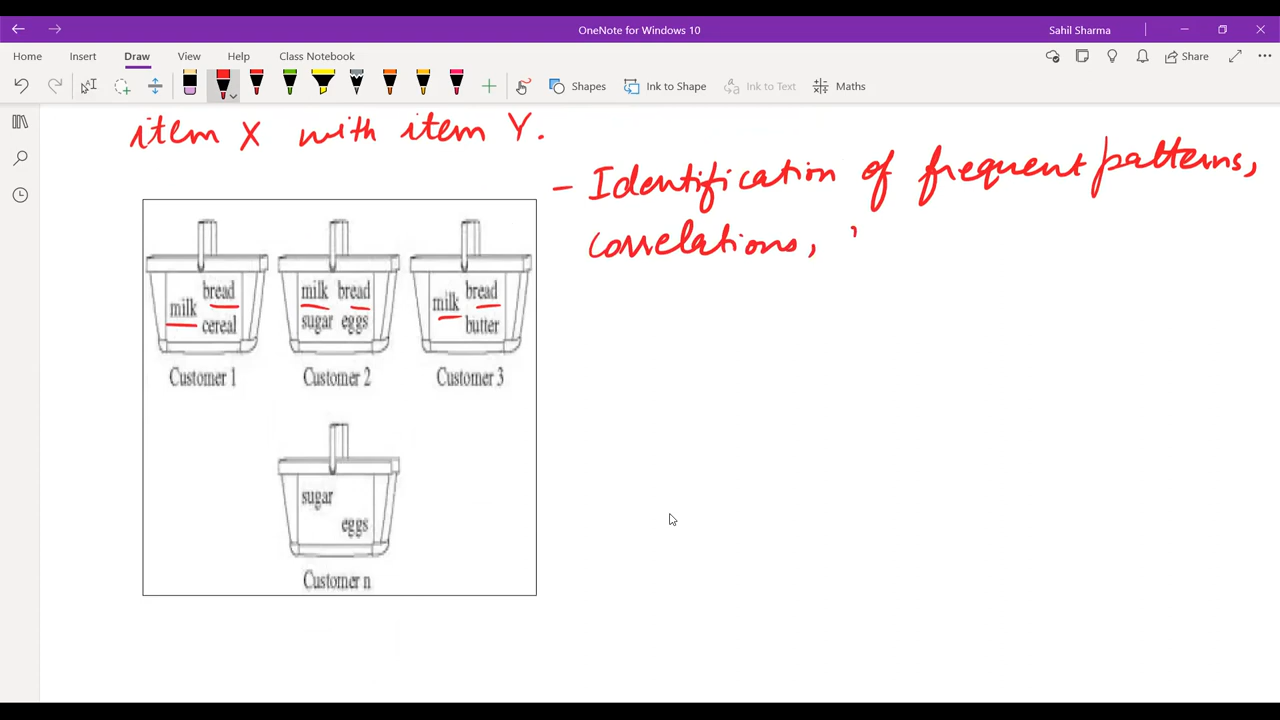 OneNote for Windows 10
Sahil Sharma
Home Insert Draw View Help Class Notebook
Share
Shapes Ink to Shape Ink to Text Maths
item X with item Y.
- Identification of frequent patterns,
correlations,
milk bread cereal
Customer 1
milk bread
sugar eggs
Customer 2
milk bread butter
Customer 3
sugar
eggs
Customer n